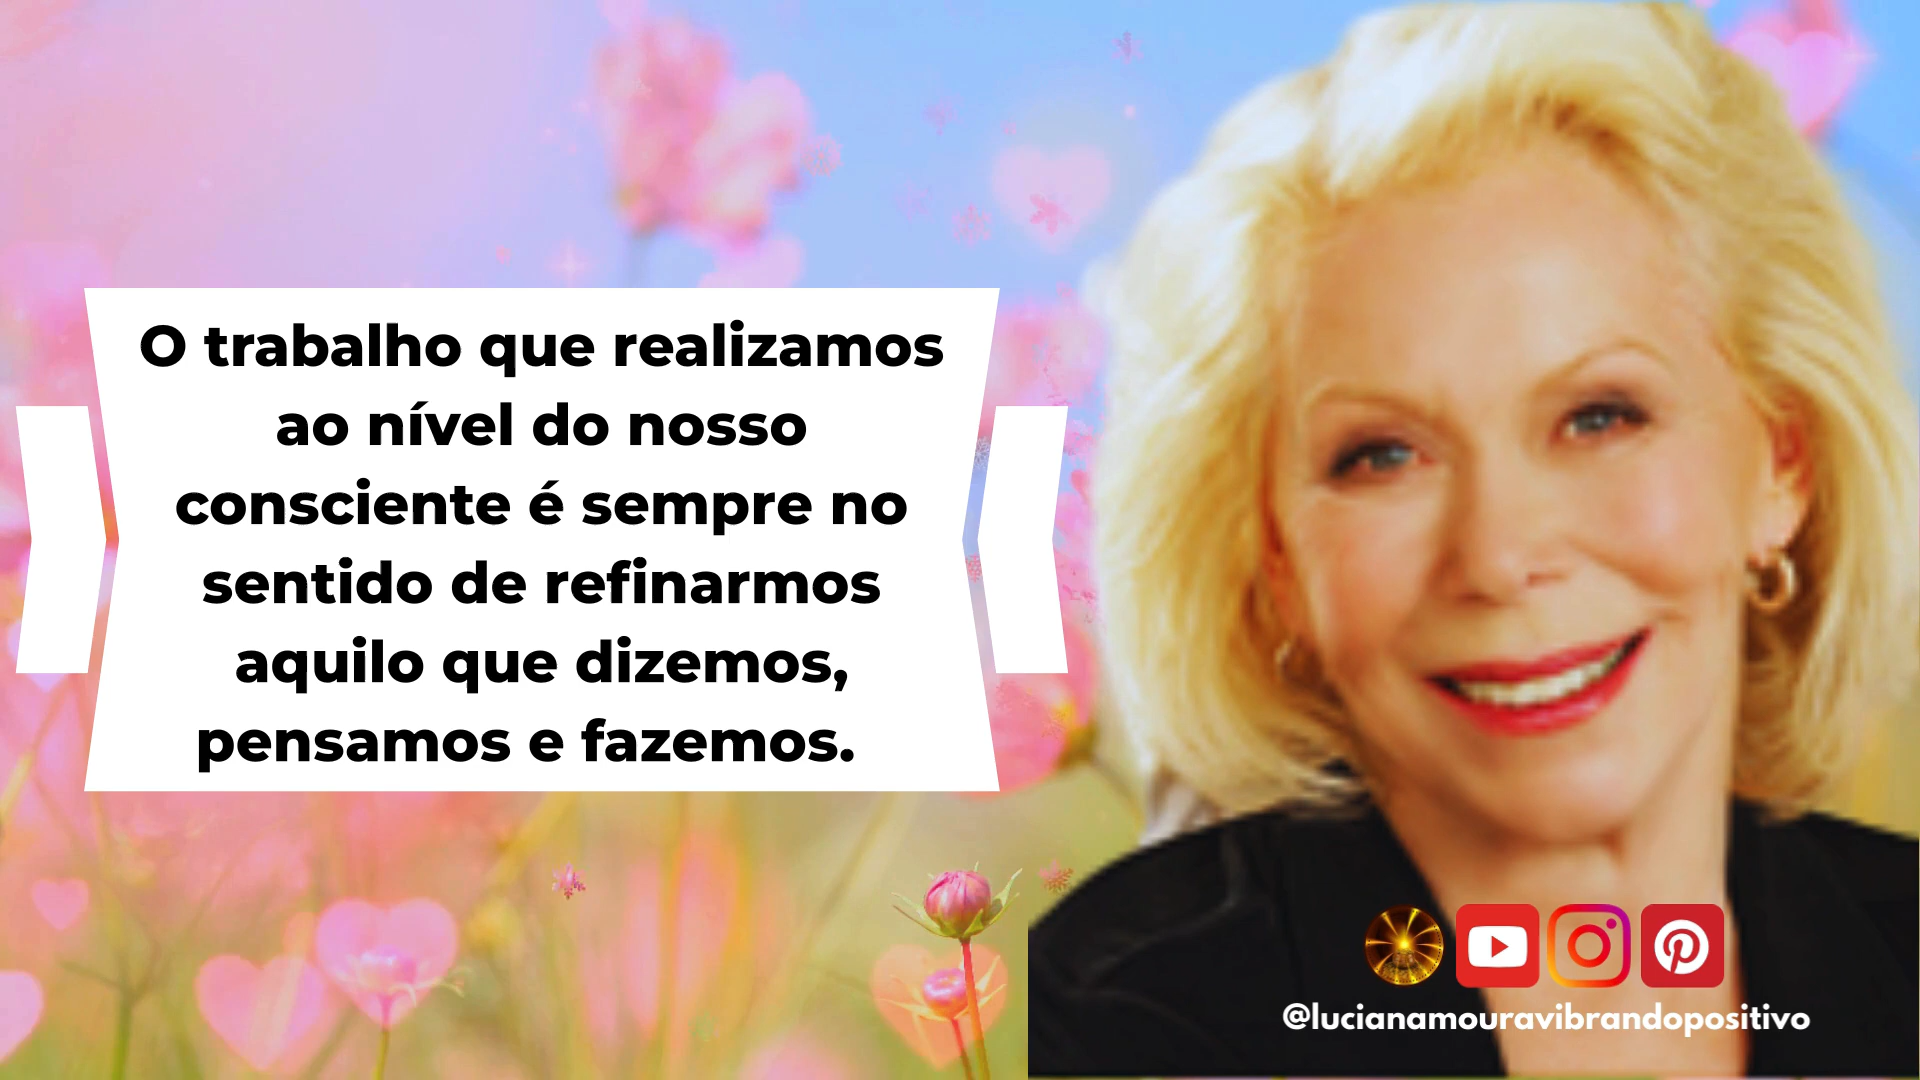 O trabalho que realizamos
ao nível do nosso
consciente é sempre no
sentido de refinarmos
aquilo que dizemos,
pensamos e fazemos.
@lucianamouravibrandopositivo